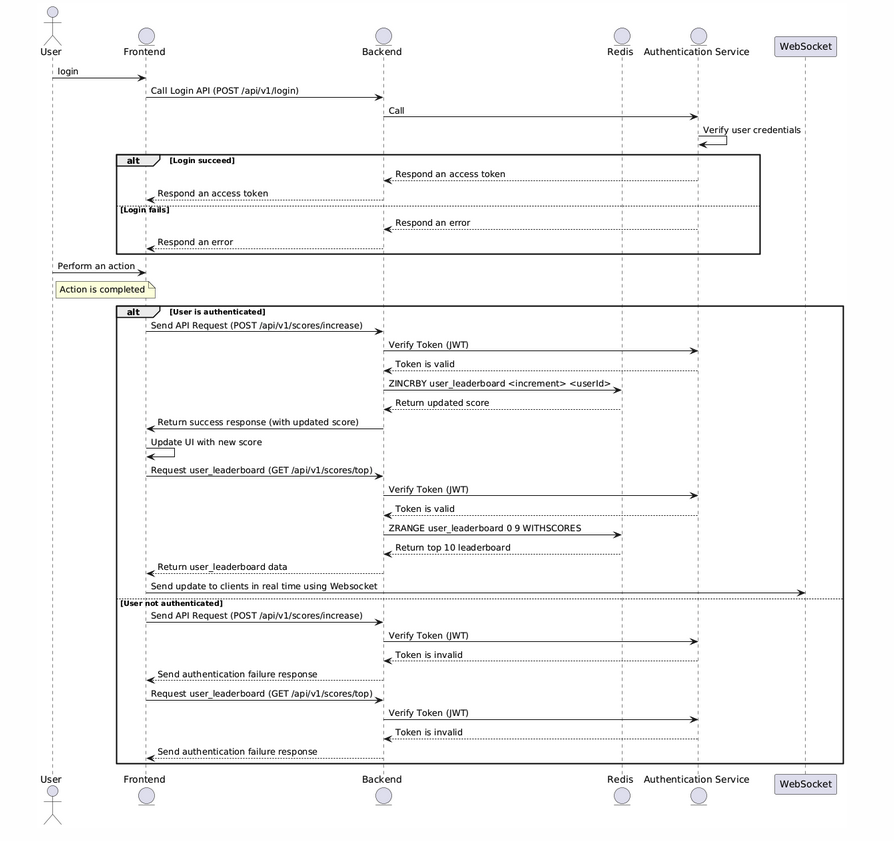 User
Frontend
Backend
Redis
Authentication Service
WebSocket
login
Call Login API (POST /api/v1/login)
Call
Verify user credentials
alt [Login succeed]
Respond an access token
Respond an access token
[Login fails]
Respond an error
Respond an error
Perform an action
Action is completed
alt [User is authenticated]
Send API Request (POST /api/v1/scores/increase)
Verify Token (JWT)
Token is valid
ZINCRBY user_leaderboard <increment> <userId>
Return updated score
Return success response (with updated score)
Update UI with new score
Request user_leaderboard (GET /api/v1/scores/top)
Verify Token (JWT)
Token is valid
ZRANGE user_leaderboard 0 9 WITHSCORES
Return top 10 leaderboard
Return user_leaderboard data
Send update to clients in real time using Websocket
[User not authenticated]
Send API Request (POST /api/v1/scores/increase)
Verify Token (JWT)
Token is invalid
Send authentication failure response
Request user_leaderboard (GET /api/v1/scores/top)
Verify Token (JWT)
Token is invalid
Send authentication failure response
User
Frontend
Backend
Redis
Authentication Service
WebSocket